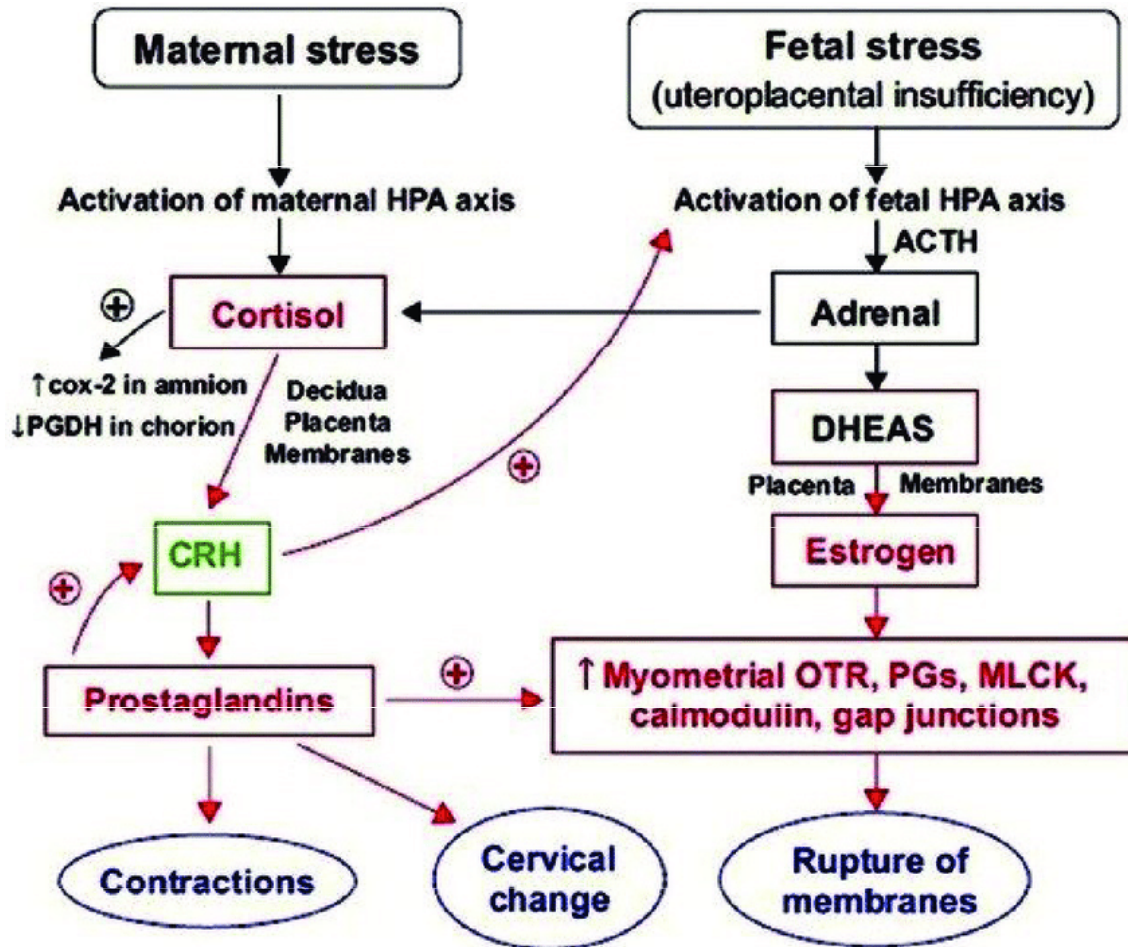 Maternal stress
Fetal stress
(uteroplacental insufficiency)
Activation of maternal HPA axis
Activation of fetal HPA axis
ACTH
+
Cortisol
Adrenal
↑cox-2 in amnion
↓PGDH in chorion
Decidua
Placenta
Membranes
+
DHEAS
Placenta Membranes
CRH
Estrogen
+
Prostaglandins
+
↑ Myometrial OTR, PGs, MLCK,
calmodulin, gap junctions
Contractions
Cervical
change
Rupture of
membranes